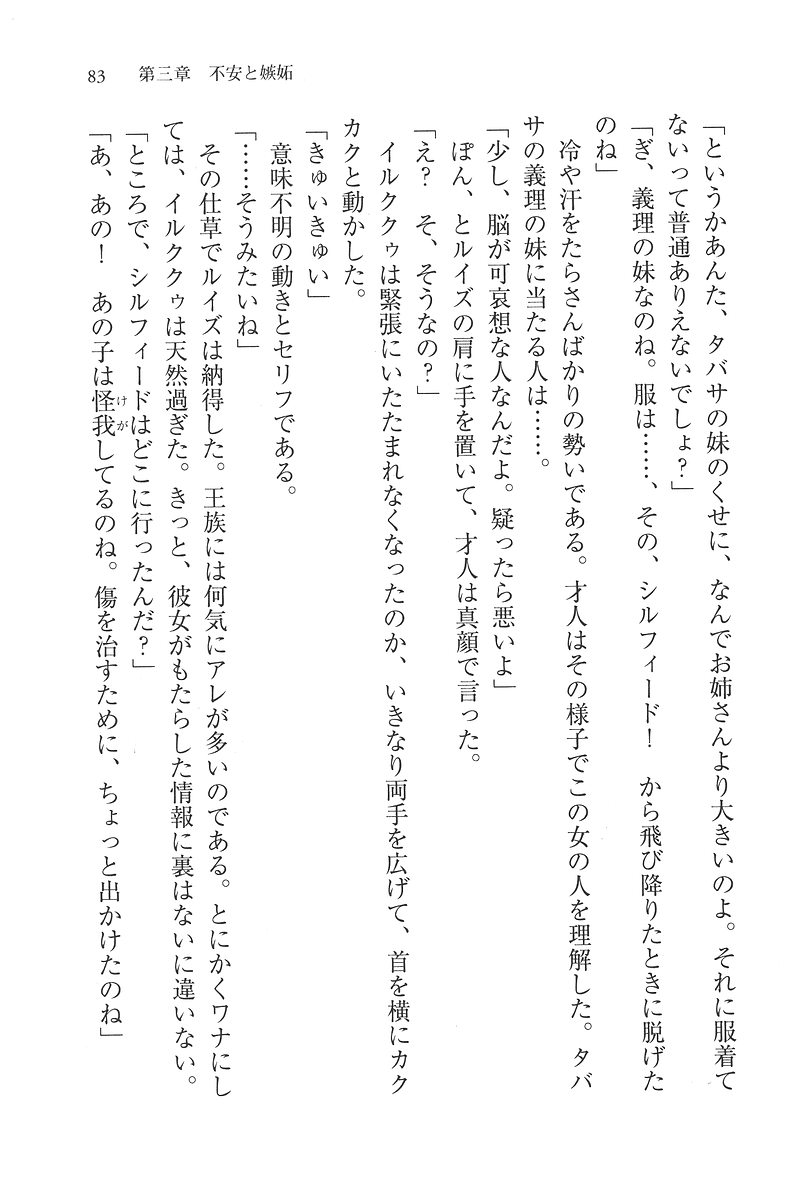 83　第三章　不安と嫉妬
「というかあんた、タバサの妹のくせに、なんでお姉さんより大きいのよ。それに服着て
ないって普通ありえないでしょ？」
「ぎ、義理の妹なのね。服は……、その、シルフィード！　から飛び降りたときに脱げた
のね」
　冷や汗をたらさんばかりの勢いである。才人はその様子でこの女の人を理解した。タバ
サの義理の妹に当たる人は……。
「少し、脳が可哀想な人なんだよ。疑ったら悪いよ」
　ぽん、とルイズの肩に手を置いて、才人は真顔で言った。
「え？　そ、そうなの？」
　イルククゥは緊張にいたたまれなくなったのか、いきなり両手を広げて、首を横にカク
カクと動かした。
「きゅいきゅい」
　意味不明の動きとセリフである。
「……そうみたいね」
　その仕草でルイズは納得した。王族には何気にアレが多いのである。とにかくワナにし
ては、イルククゥは天然過ぎた。きっと、彼女がもたらした情報に裏はないに違いない。
「ところで、シルフィードはどこに行ったんだ？」
「あ、あの！　あの子は怪我してるのね。傷を治すために、ちょっと出かけたのね」
けが